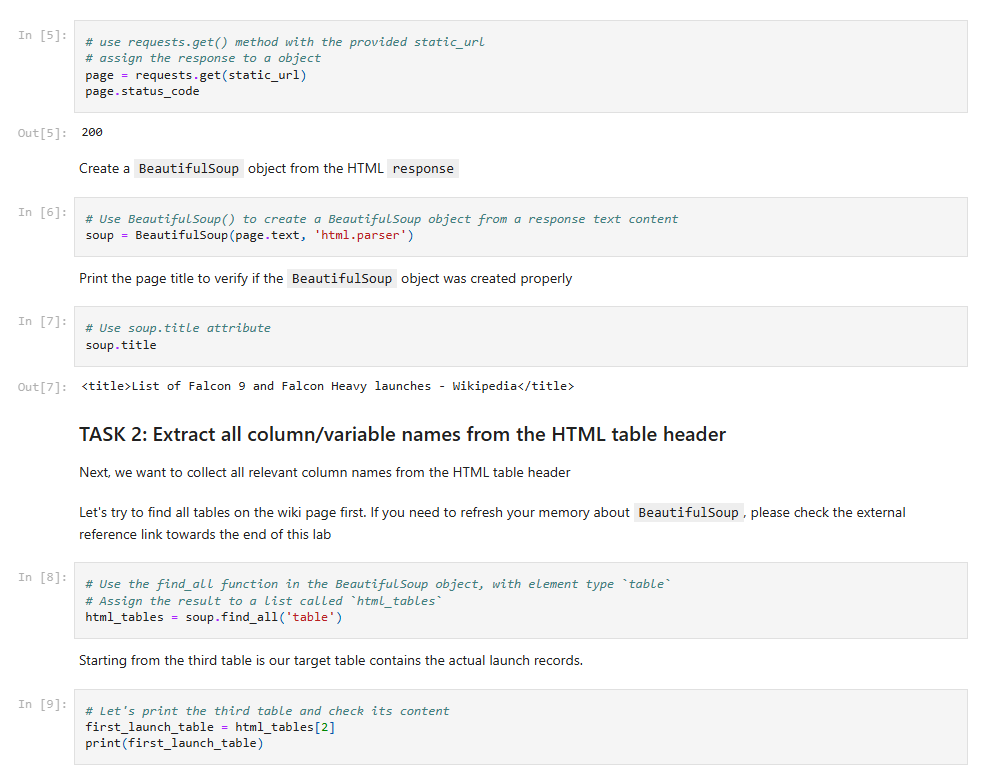 In [5]:
# use requests.get() method with the provided static_url
# assign the response to a object
page = requests.get(static_url)
page.status_code
Out[5]: 200
Create a BeautifulSoup object from the HTML response
In [6]:
# Use BeautifulSoup() to create a BeautifulSoup object from a response text content
soup = BeautifulSoup(page.text, 'html.parser')
Print the page title to verify if the BeautifulSoup object was created properly
In [7]:
# Use soup.title attribute
soup.title
Out[7]: <title>List of Falcon 9 and Falcon Heavy launches - Wikipedia</title>
TASK 2: Extract all column/variable names from the HTML table header
Next, we want to collect all relevant column names from the HTML table header
Let's try to find all tables on the wiki page first. If you need to refresh your memory about BeautifulSoup, please check the external
reference link towards the end of this lab
In [8]:
# Use the find_all function in the BeautifulSoup object, with element type `table`
# Assign the result to a list called `html_tables`
html_tables = soup.find_all('table')
Starting from the third table is our target table contains the actual launch records.
In [9]:
# Let's print the third table and check its content
first_launch_table = html_tables[2]
print(first_launch_table)